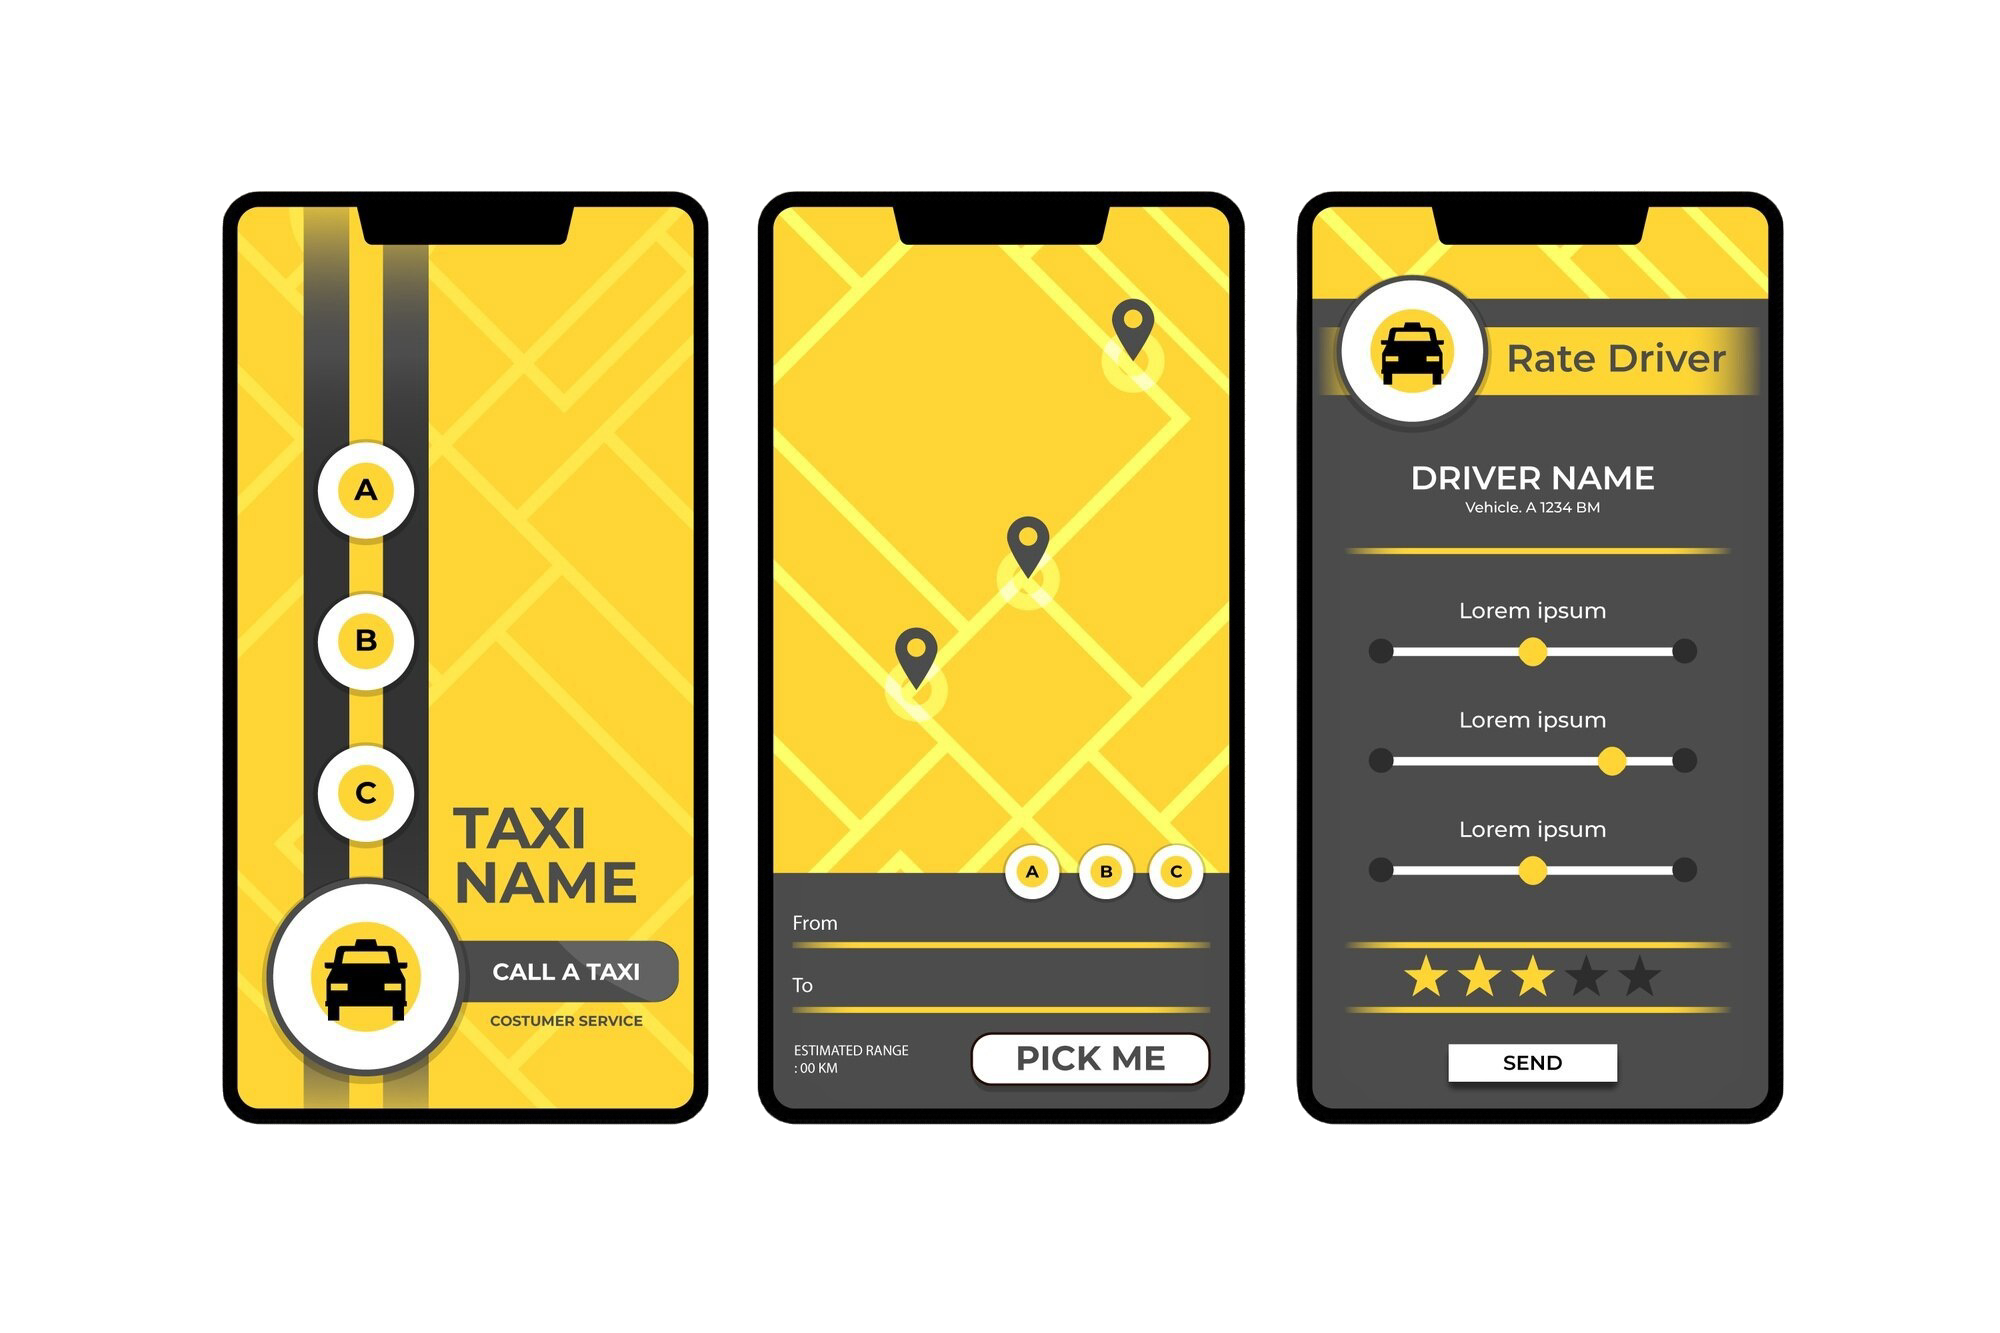 A
B
C
TAXI
NAME
CALL A TAXI
COSTUMER SERVICE
A B C
From
To
ESTIMATED RANGE
: 00 KM
PICK ME
Rate Driver
DRIVER NAME
Vehicle. A 1234 BM
Lorem ipsum
Lorem ipsum
Lorem ipsum
SEND